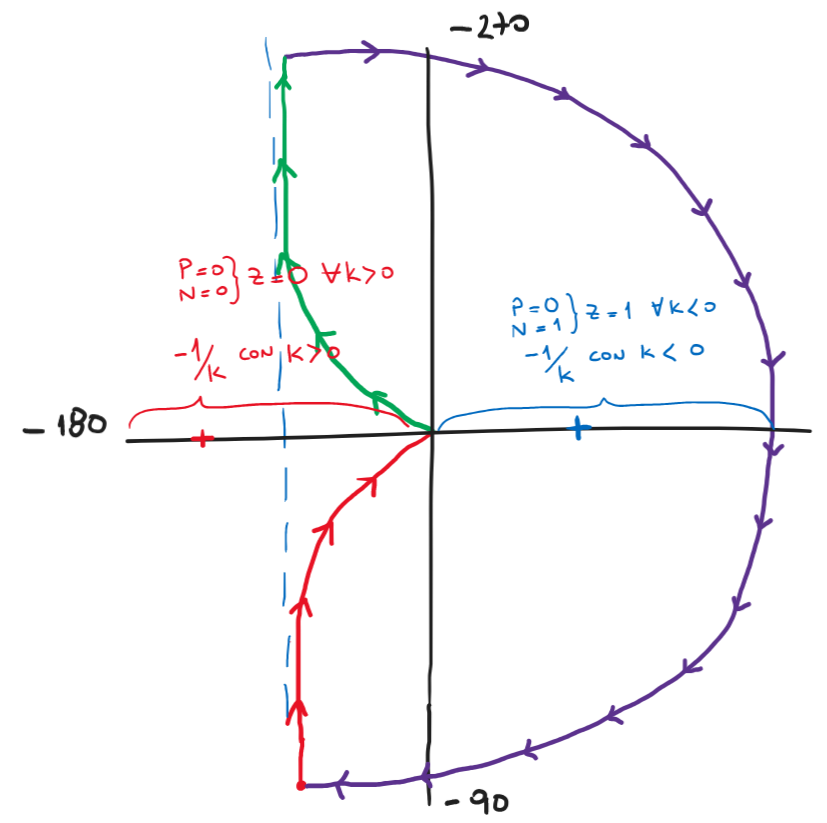 -270
P=0 } Z=0 ∀k>0
N=0
P=0 } Z=1 ∀k<0
N=1
-1/k CON k>0
-1/k CON k<0
-180
-90